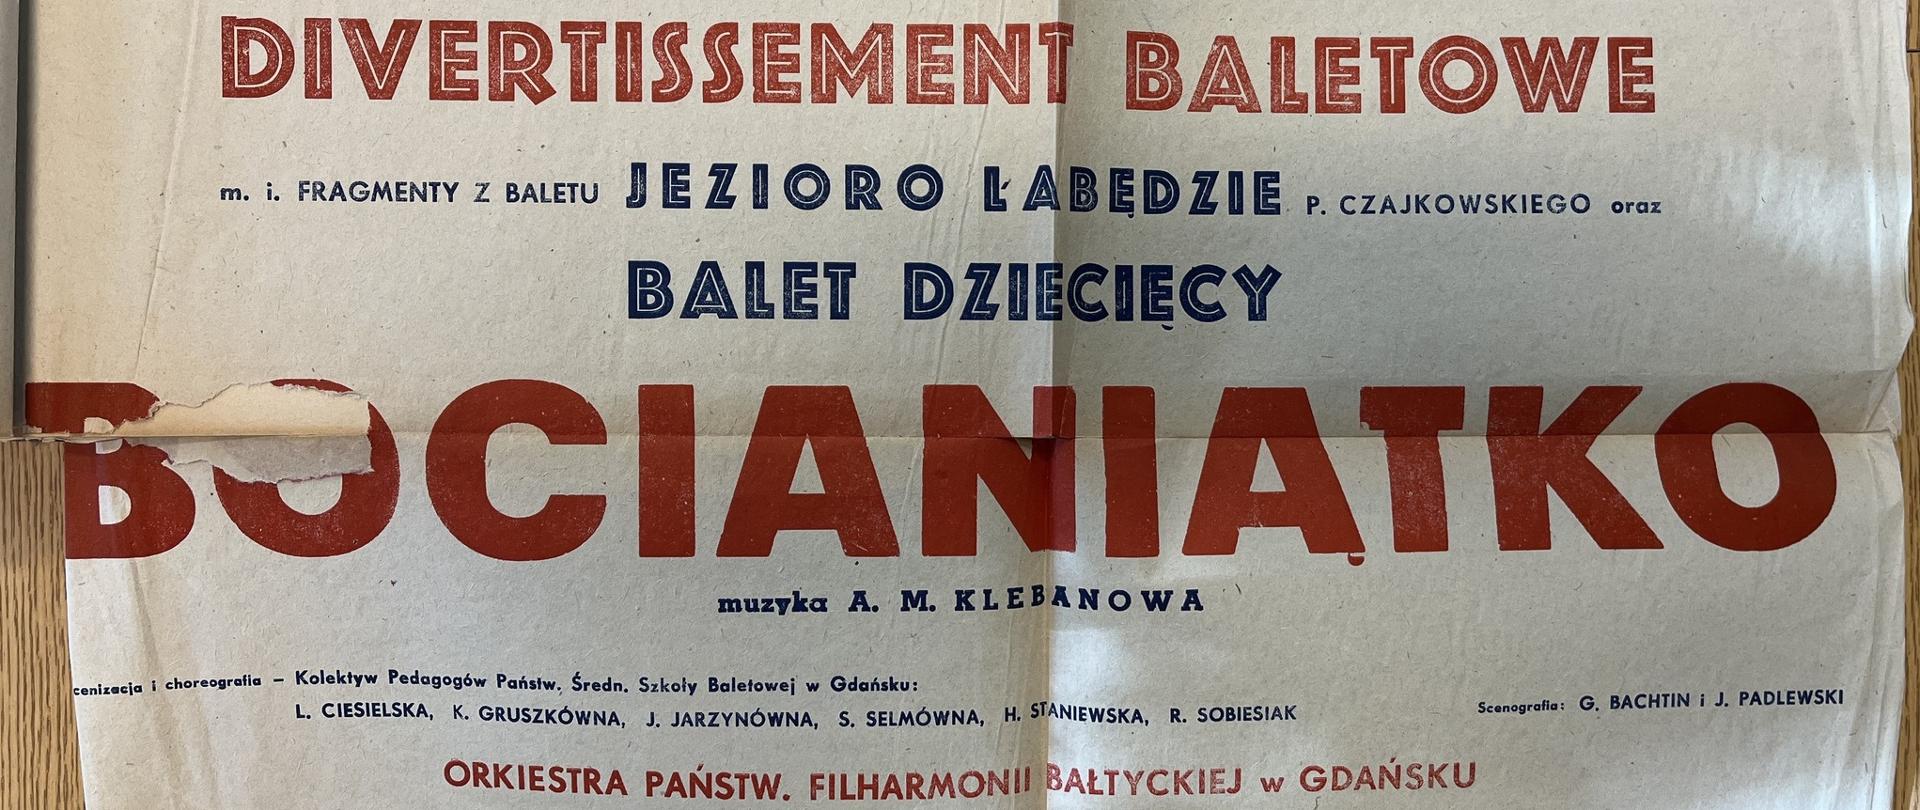 DIVERTISSEMENT BALETOWE
m. i. FRAGMENTY Z BALETU JEZIORO ŁABĘDZIE P. CZAJKOWSKIEGO oraz
BALET DZIECIĘCY
BOCIANIĄTKO
muzyka A. M. KLEBANOWA
cenizacja i choreografia – Kolektyw Pedagogów Państw. Średn. Szkoły Baletowej w Gdańsku:
L. CIESIELSKA, K. GRUSZKÓWNA, J. JARZYNÓWNA, S. SELMÓWNA, H. STANIEWSKA, R. SOBIESIAK
Scenografia: G. BACHTIN i J. PADLEWSKI
ORKIESTRA PAŃSTW. FILHARMONII BAŁTYCKIEJ w GDAŃSKU